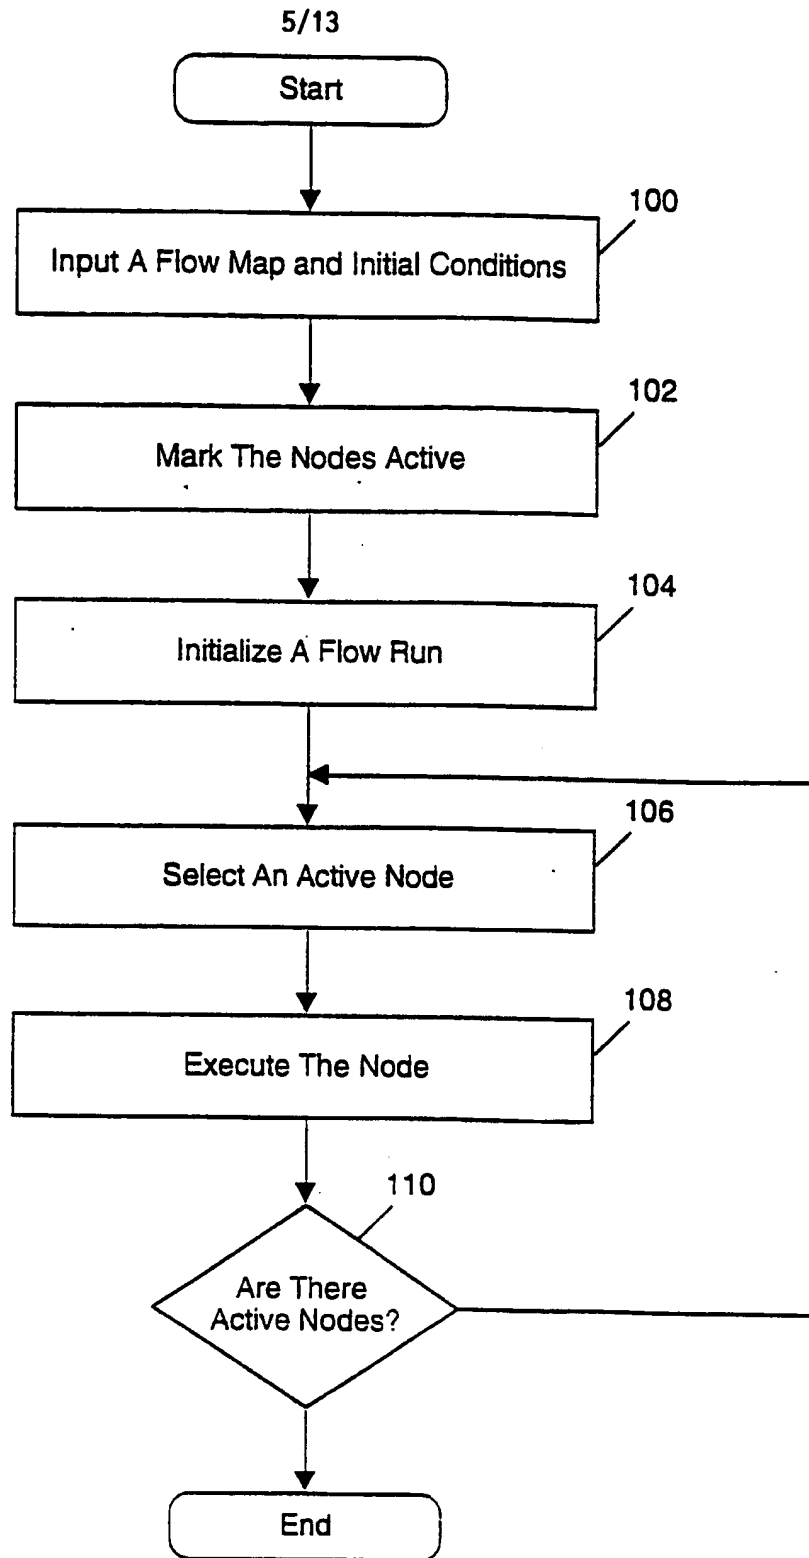 5/13
Start
100
Input A Flow Map and Initial Conditions
102
Mark The Nodes Active
104
Initialize A Flow Run
106
Select An Active Node
108
Execute The Node
110
Are There
Active Nodes?
End